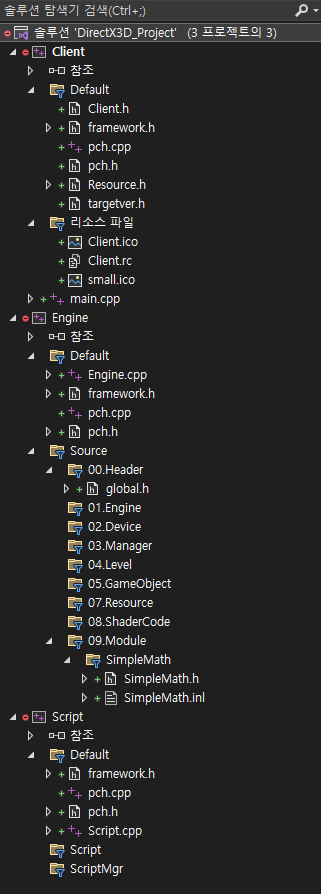 솔루션 탐색기 검색(Ctrl+;)
솔루션 'DirectX3D_Project' (3 프로젝트의 3)
Client
참조
Default
Client.h
framework.h
pch.cpp
pch.h
Resource.h
targetver.h
리소스 파일
Client.ico
Client.rc
small.ico
main.cpp
Engine
참조
Default
Engine.cpp
framework.h
pch.cpp
pch.h
Source
00.Header
global.h
01.Engine
02.Device
03.Manager
04.Level
05.GameObject
07.Resource
08.ShaderCode
09.Module
SimpleMath
SimpleMath.h
SimpleMath.inl
Script
참조
Default
framework.h
pch.cpp
pch.h
Script.cpp
Script
ScriptMgr